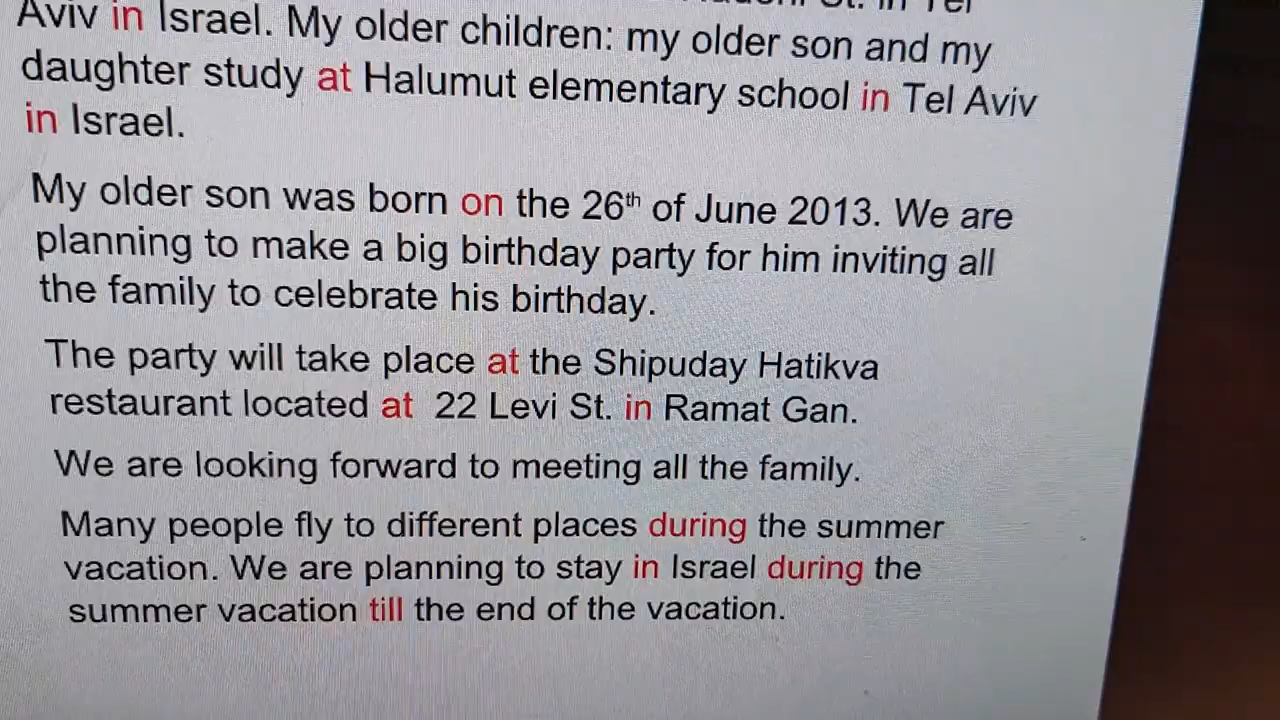 St. in Tel
Aviv in Israel. My older children: my older son and my
daughter study at Halumut elementary school in Tel Aviv
in Israel.
My older son was born on the 26th of June 2013. We are
planning to make a big birthday party for him inviting all
the family to celebrate his birthday.
The party will take place at the Shipuday Hatikva
restaurant located at 22 Levi St. in Ramat Gan.
We are looking forward to meeting all the family.
Many people fly to different places during the summer
vacation. We are planning to stay in Israel during the
summer vacation till the end of the vacation.